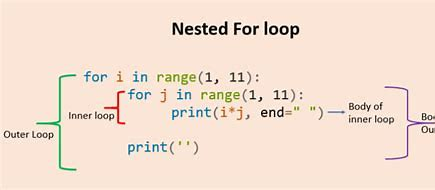 Nested For loop
for i in range(1, 11):
for j in range(1, 11):
print(i*j, end=" ")
Body of
inner loop
Inner loop
Outer Loop
print('')